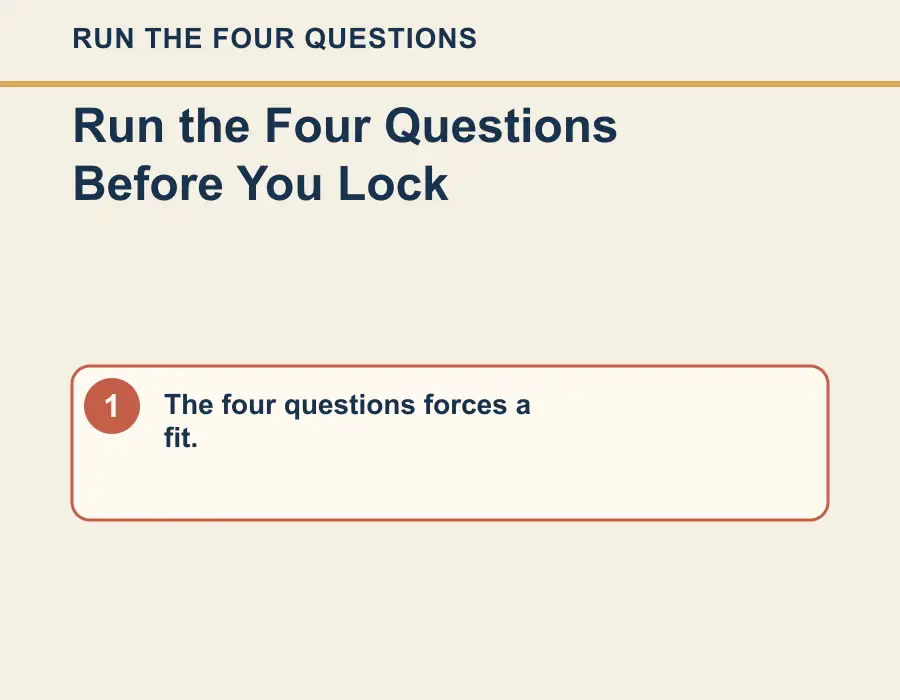 RUN THE FOUR QUESTIONS
Run the Four Questions
Before You Lock
1
The four questions forces a
fit.